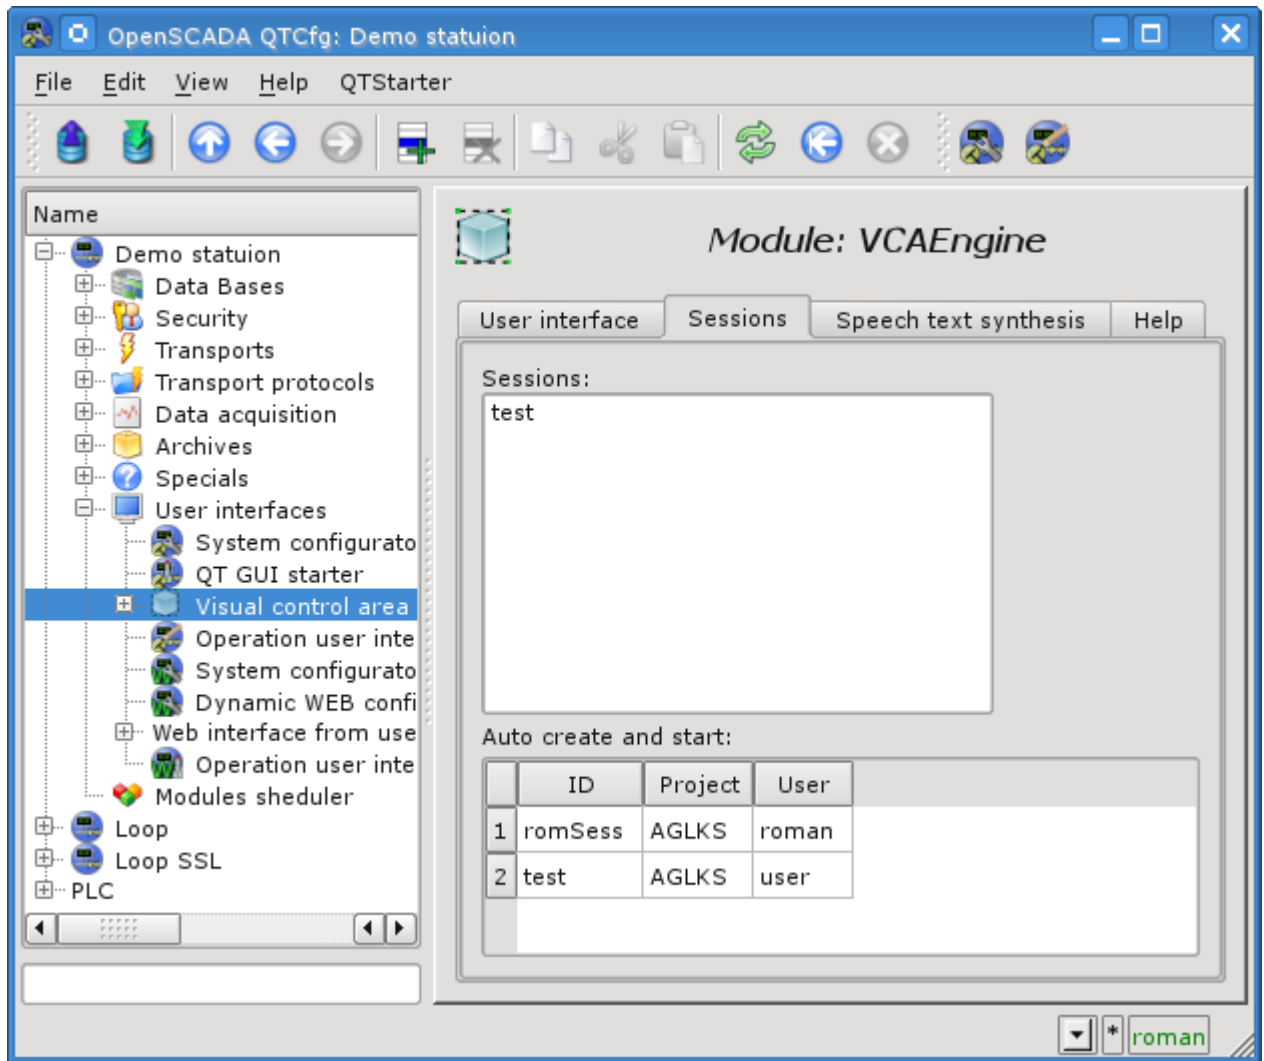 OpenSCADA QTCfg: Demo statuion
File Edit View Help QTStarter
Name
Demo statuion
Data Bases
Security
Transports
Transport protocols
Data acquisition
Archives
Specials
User interfaces
System configurato
QT GUI starter
Visual control area
Operation user inte
System configurato
Dynamic WEB confi
Web interface from use
Operation user inte
Modules sheduler
Loop
Loop SSL
PLC
Module: VCAEngine
User interface Sessions Speech text synthesis Help
Sessions:
test
Auto create and start:
ID Project User
1 romSess AGLKS roman
2 test AGLKS user
* roman